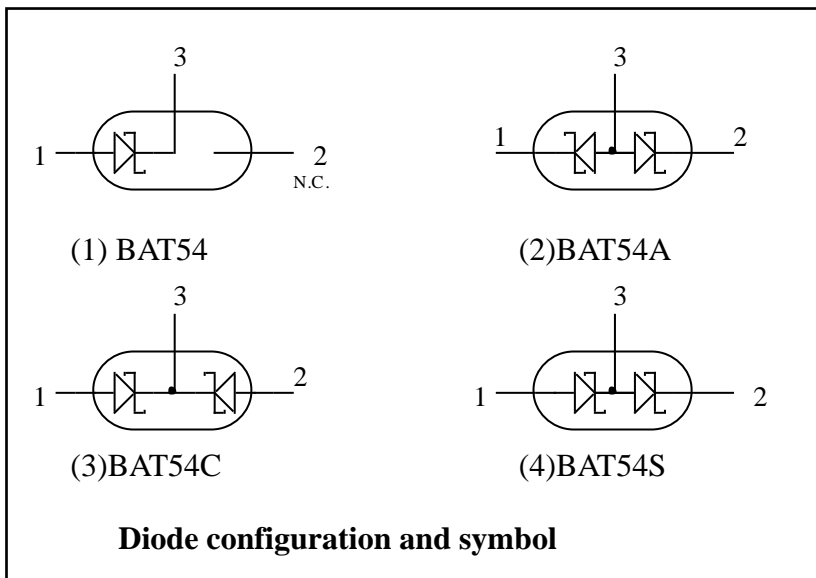 3 3
1 2 1 2
N.C.
(1) BAT54 (2)BAT54A
3 3
1 2 1 2
(3)BAT54C (4)BAT54S
Diode configuration and symbol